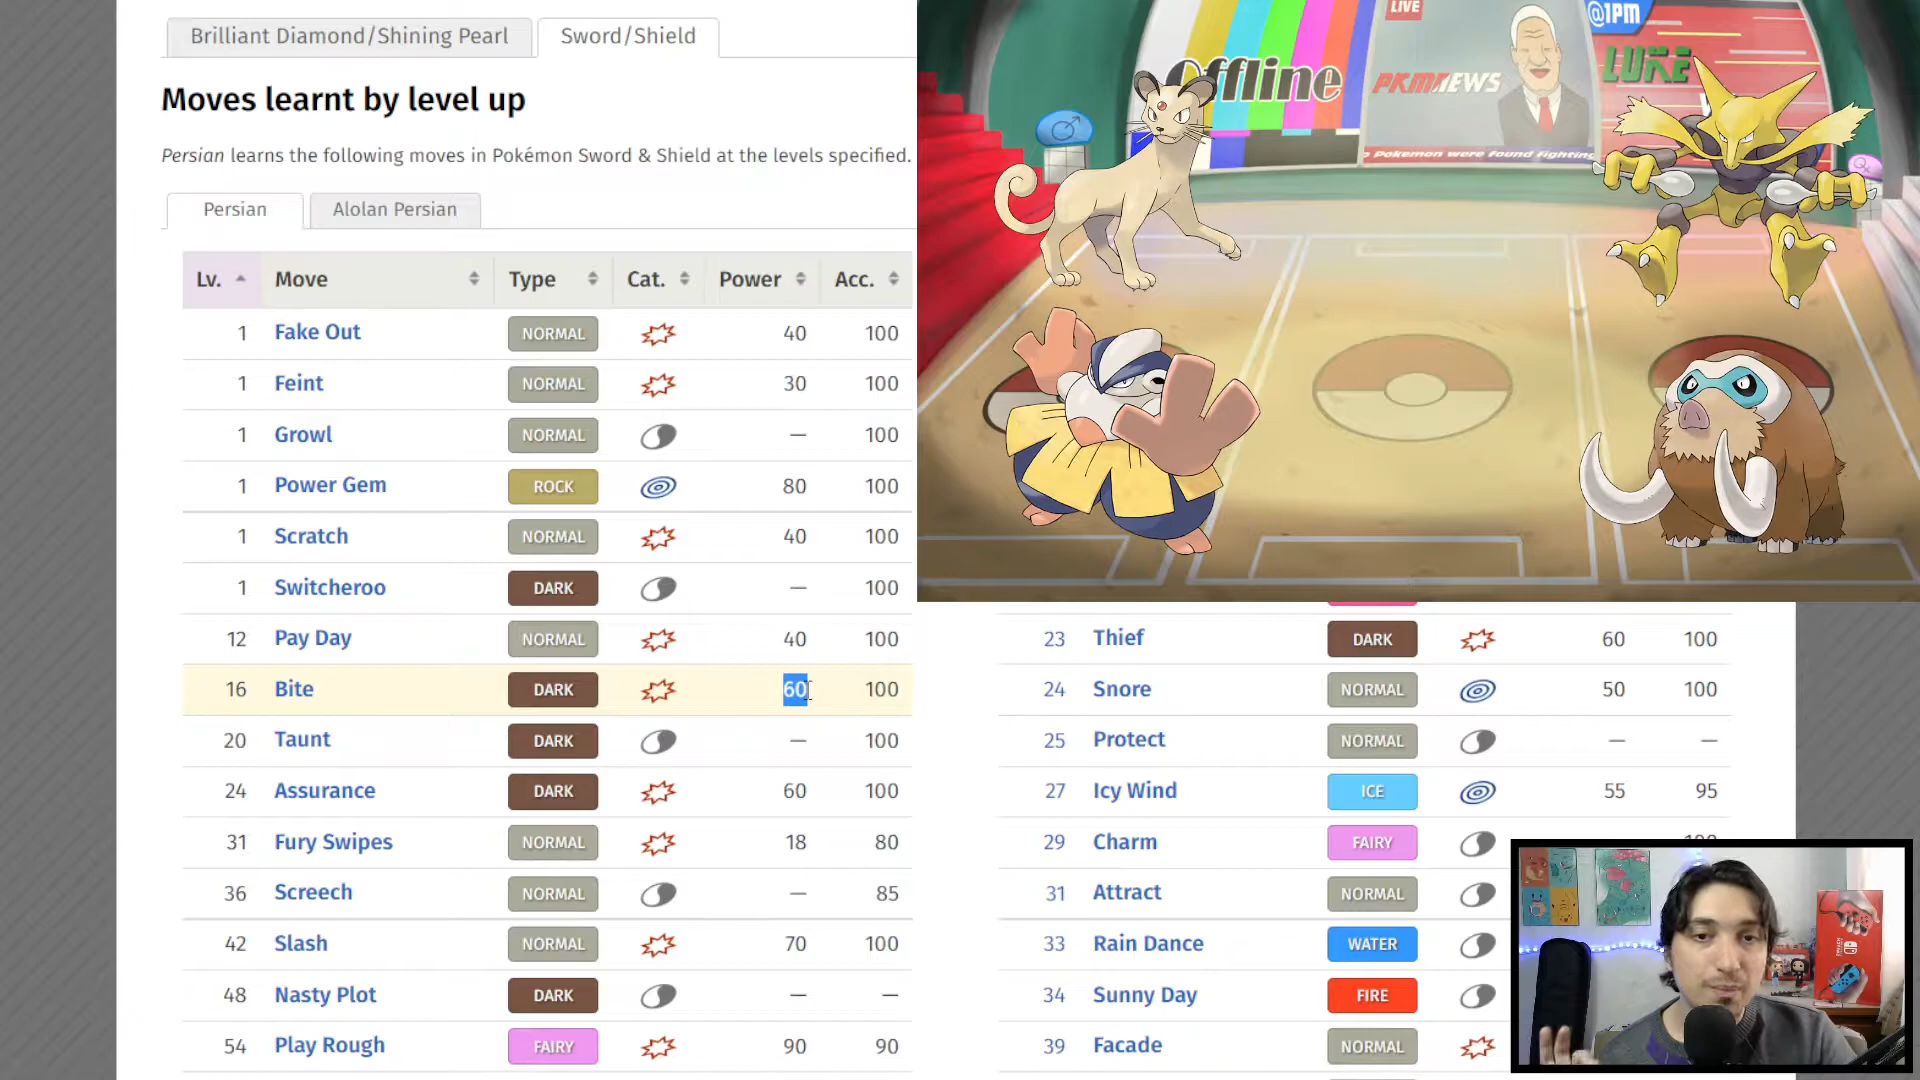 Brilliant Diamond/Shining Pearl
Sword/Shield
Moves learnt by level up
Persian learns the following moves in Pokémon Sword & Shield at the levels specified.
Persian
Alolan Persian
Lv. Move Type Cat. Power Acc.
1 Fake Out NORMAL 40 100
1 Feint NORMAL 30 100
1 Growl NORMAL — 100
1 Power Gem ROCK 80 100
1 Scratch NORMAL 40 100
1 Switcheroo DARK — 100
12 Pay Day NORMAL 40 100
16 Bite DARK 60 100
20 Taunt DARK — 100
24 Assurance DARK 60 100
31 Fury Swipes NORMAL 18 80
36 Screech NORMAL — 85
42 Slash NORMAL 70 100
48 Nasty Plot DARK — —
54 Play Rough FAIRY 90 90
Offline
LIVE
PKMNEWS
Pokemon were found fighting
@1PM
LUKE
23 Thief DARK 60 100
24 Snore NORMAL 50 100
25 Protect NORMAL — —
27 Icy Wind ICE 55 95
29 Charm FAIRY
31 Attract NORMAL
33 Rain Dance WATER
34 Sunny Day FIRE
39 Facade NORMAL